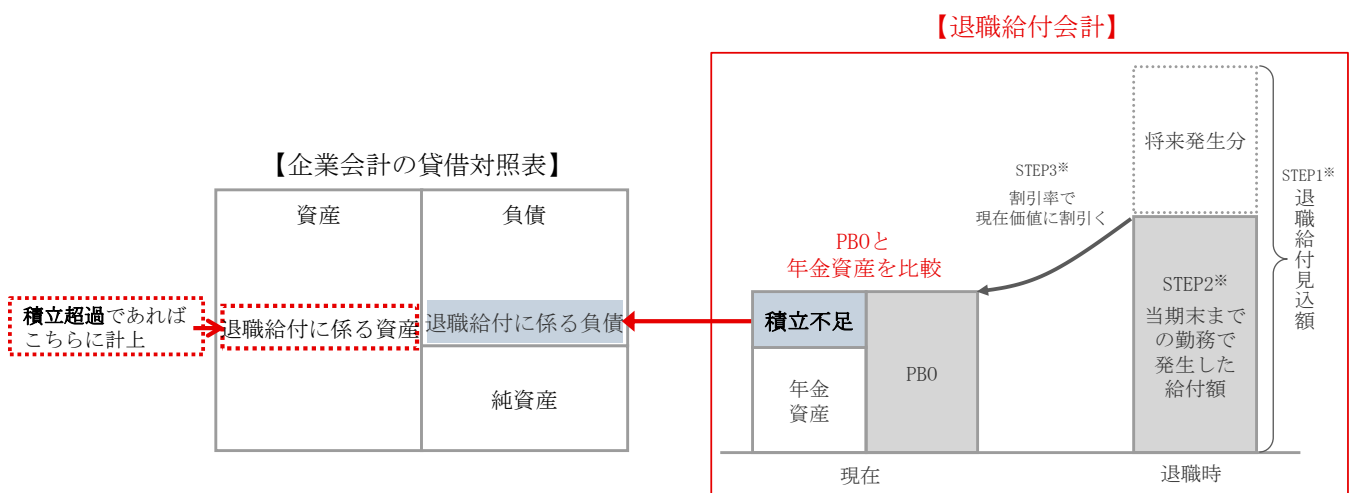 【退職給付会計】
【企業会計の貸借対照表】
資産
負債
積立超過であれば
こちらに計上
退職給付に係る資産
退職給付に係る負債
純資産
PBOと
年金資産を比較
積立不足
年金
資産
PBO
現在
STEP3※
割引率で
現在価値に割引く
将来発生分
STEP2※
当期末まで
の勤務で
発生した
給付額
退職時
STEP1※
退職給付見込額